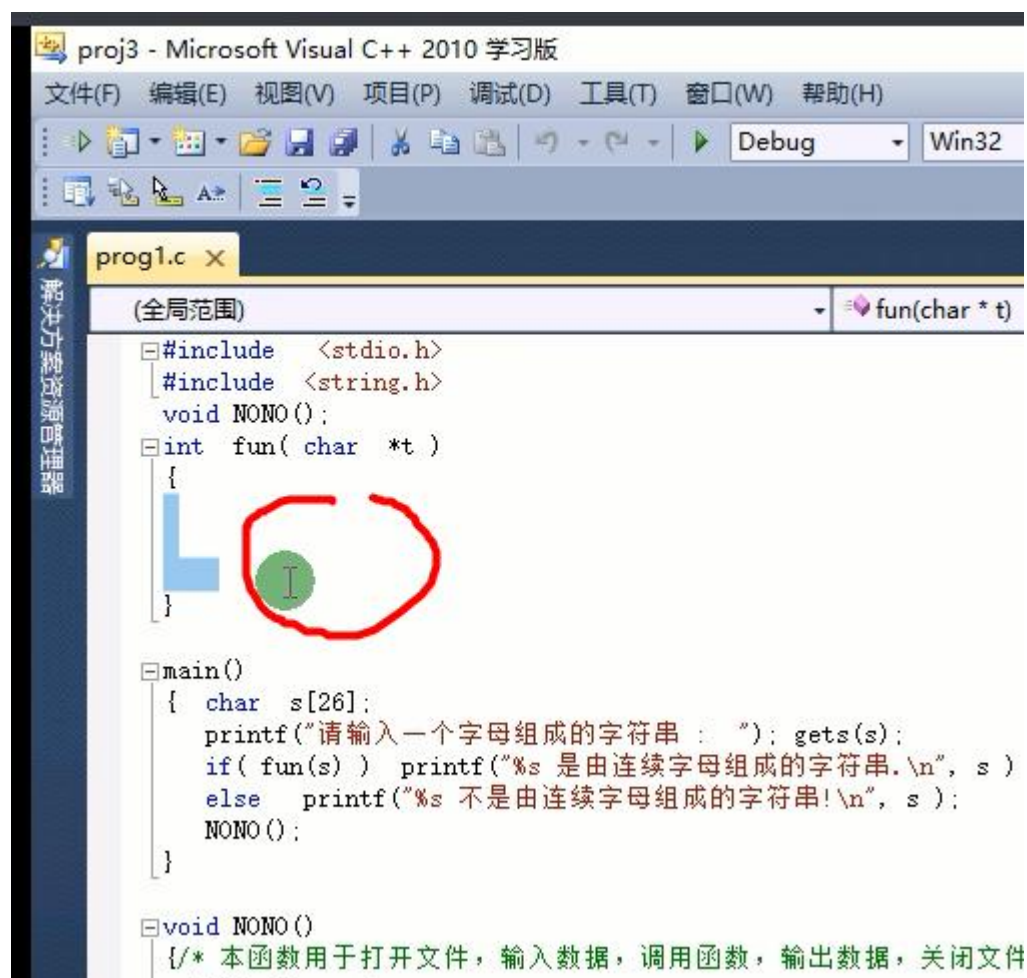 proj3 - Microsoft Visual C++ 2010 学习版
文件(F) 编辑(E) 视图(V) 项目(P) 调试(D) 工具(T) 窗口(W) 帮助(H)
Debug Win32
prog1.c
解决方案资源管理器
(全局范围) fun(char * t)
#include <stdio.h>
#include <string.h>
void NONO();
int fun( char *t )
{
}
main()
{ char s[26];
printf("请输入一个字母组成的字符串 : "); gets(s);
if( fun(s) ) printf("%s 是由连续字母组成的字符串.\n", s )
else printf("%s 不是由连续字母组成的字符串!\n", s );
NONO();
}
void NONO()
{/* 本函数用于打开文件，输入数据，调用函数，输出数据，关闭文件